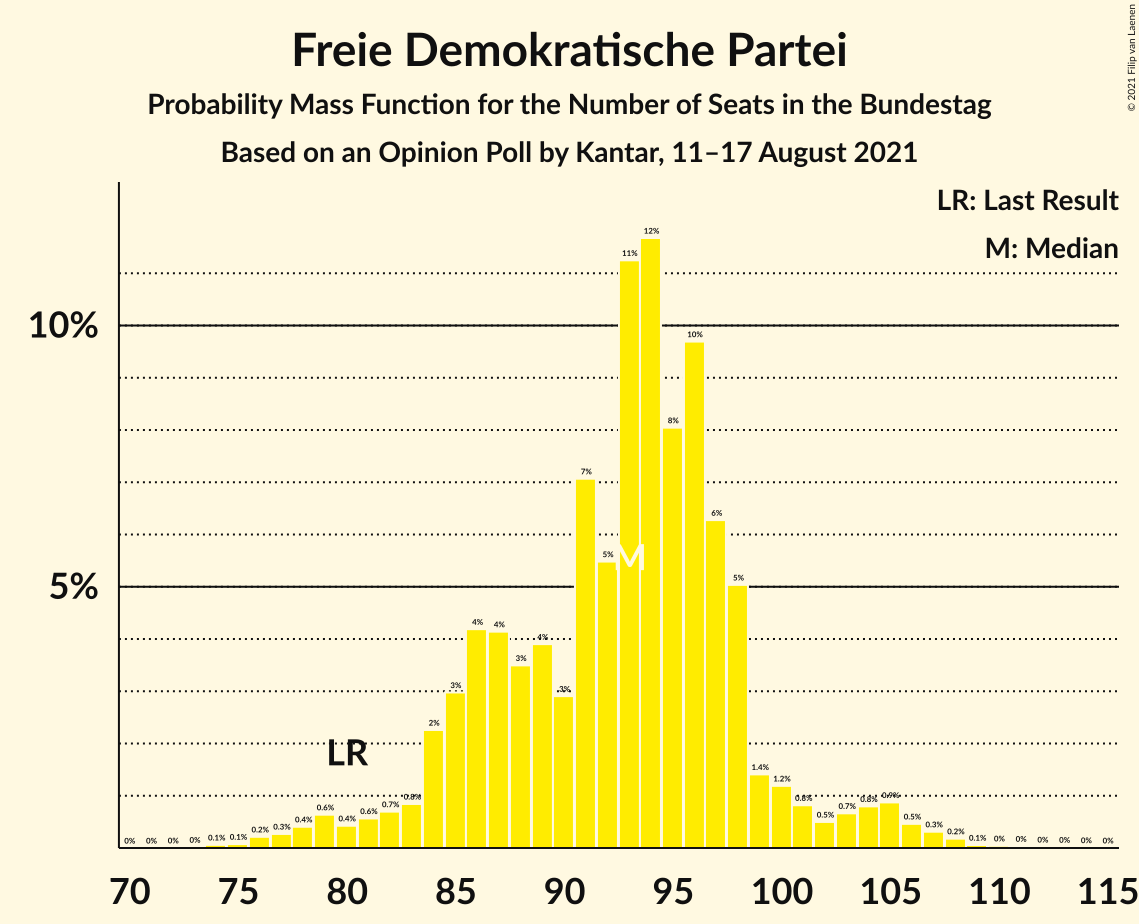 Freie Demokratische Partei
Probability Mass Function for the Number of Seats in the Bundestag
Based on an Opinion Poll by Kantar, 11–17 August 2021
© 2021 Filip van Laenen
LR: Last Result
M: Median
10%
5%
LR
M
0% 0% 0% 0% 0.1% 0.1% 0.2% 0.3% 0.4% 0.6% 0.4% 0.6% 0.7% 0.8% 2% 3% 4% 4% 3% 4% 3% 7% 5% 11% 12% 8% 10% 6% 5% 1.4% 1.2% 0.8% 0.5% 0.7% 0.8% 0.9% 0.5% 0.3% 0.2% 0.1% 0% 0% 0% 0% 0% 0%
70 75 80 85 90 95 100 105 110 115